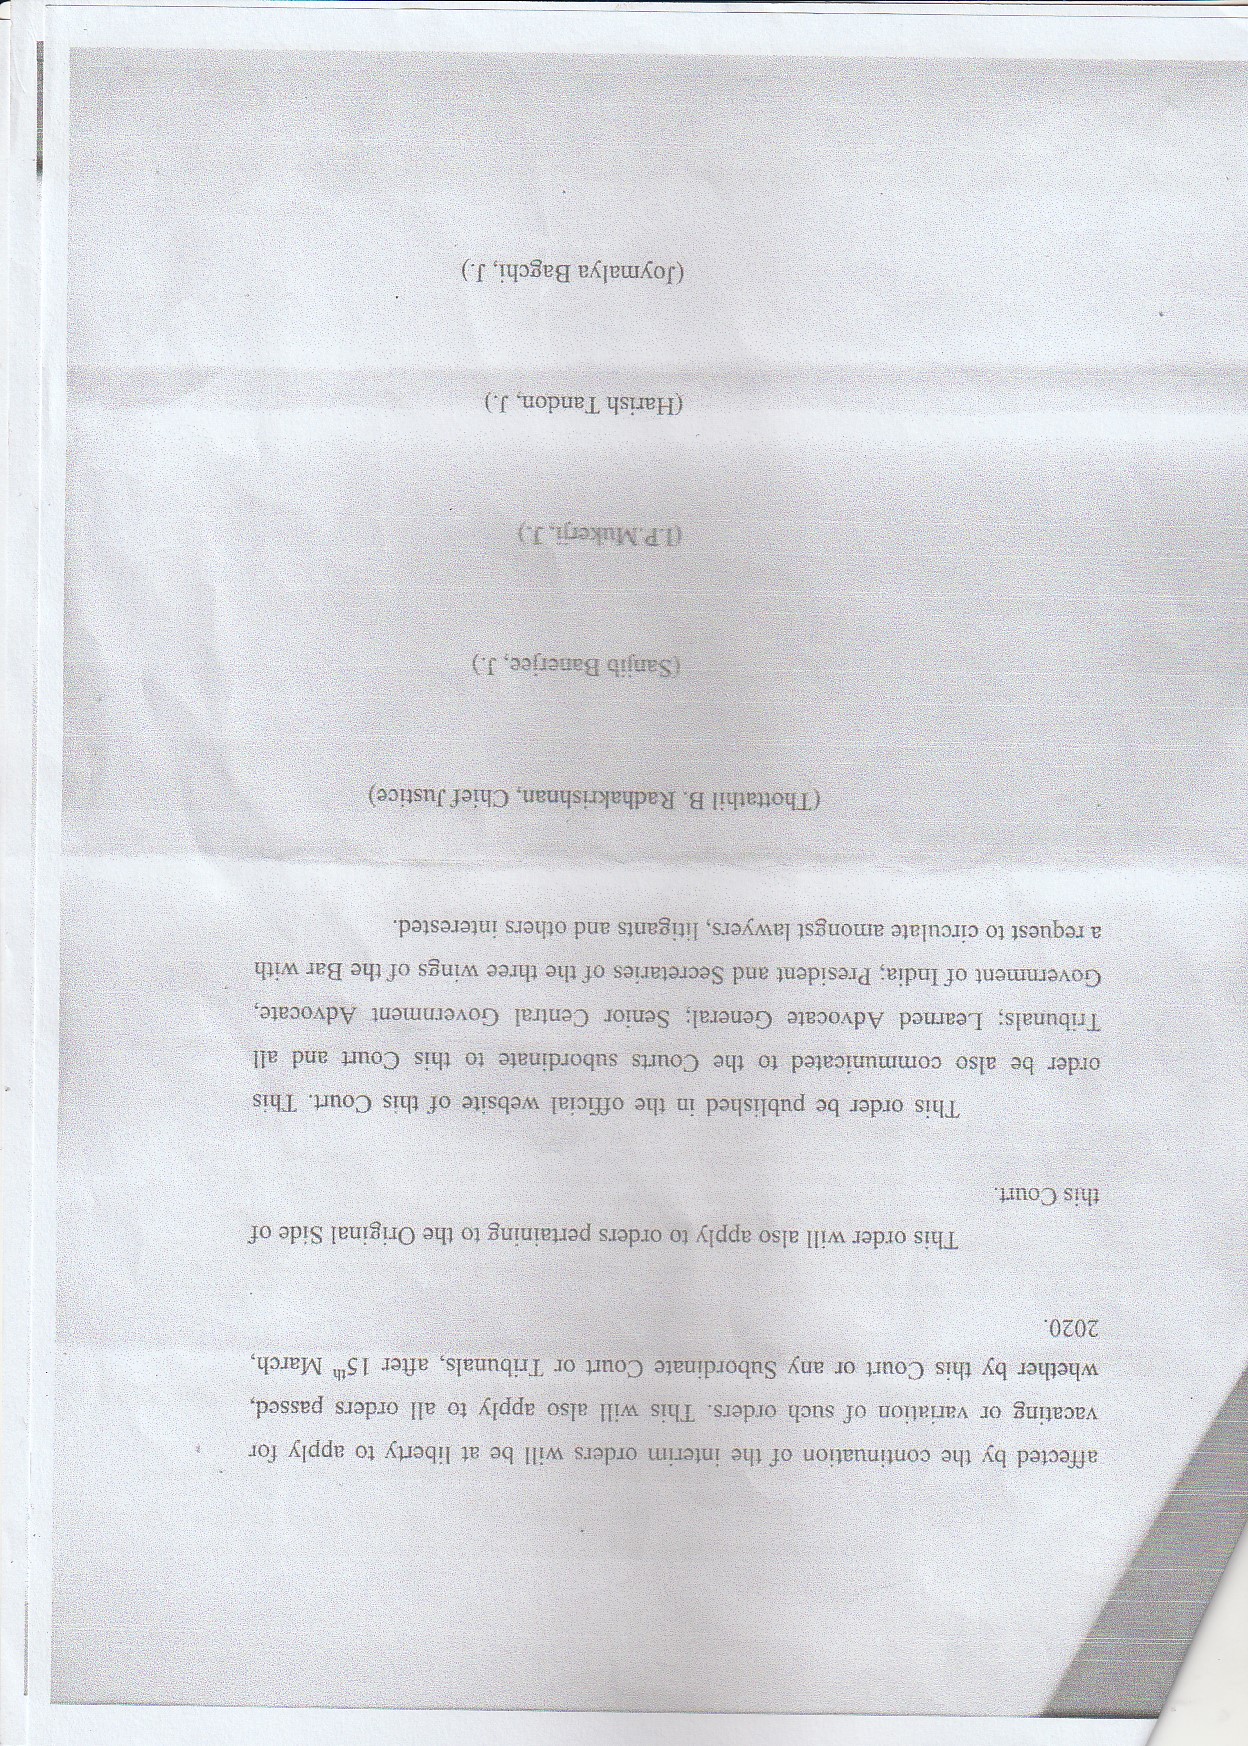 affected by the continuation of the interim orders will be at liberty to apply for
vacating or variation of such orders. This will also apply to all orders passed,
whether by this Court or any Subordinate Court or Tribunals, after 15th March,
2020.
This order will also apply to orders pertaining to the Original Side of
this Court.
This order be published in the official website of this Court. This
order be also communicated to the Courts subordinate to this Court and all
Tribunals; Learned Advocate General; Senior Central Government Advocate,
Government of India; President and Secretaries of the three wings of the Bar with
a request to circulate amongst lawyers, litigants and others interested.
(Thottathil B. Radhakrishnan, Chief Justice)
(Sanjib Banerjee, J.)
(I.P.Mukerji, J.)
(Harish Tandon, J.)
(Joymalya Bagchi, J.)